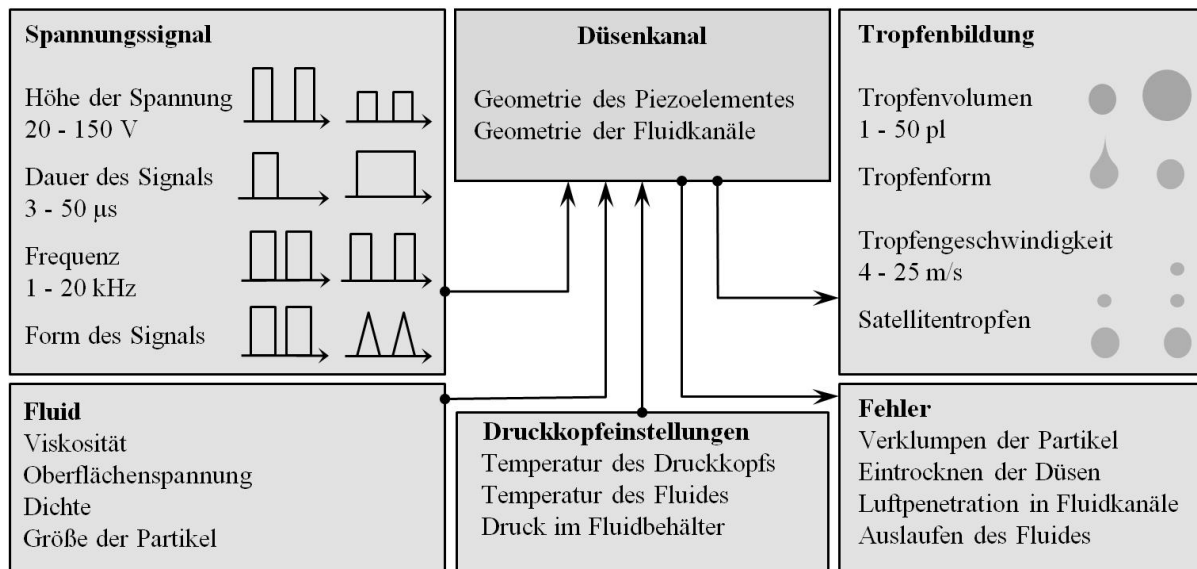 Spannungssignal
Höhe der Spannung
20 - 150 V
Dauer des Signals
3 - 50 µs
Frequenz
1 - 20 kHz
Form des Signals
Düsenkanal
Geometrie des Piezoelementes
Geometrie der Fluidkanäle
Tropfenbildung
Tropfenvolumen
1 - 50 pl
Tropfenform
Tropfengeschwindigkeit
4 - 25 m/s
Satellitentropfen
Fluid
Viskosität
Oberflächenspannung
Dichte
Größe der Partikel
Druckkopfeinstellungen
Temperatur des Druckkopfs
Temperatur des Fluides
Druck im Fluidbehälter
Fehler
Verklumpen der Partikel
Eintrocknen der Düsen
Luftpenetration in Fluidkanäle
Auslaufen des Fluides